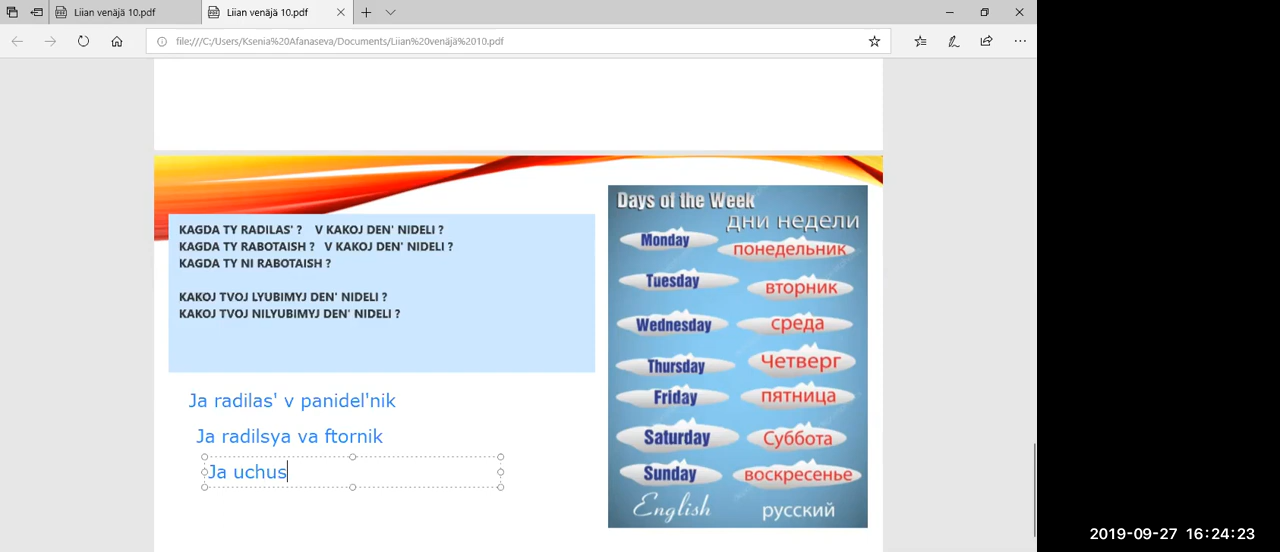 Liian venäjä 10.pdf
Liian venäjä 10.pdf
file:///C:/Users/Ksenia%20Afanaseva/Documents/Liian%20venäjä%2010.pdf
KAGDA TY RADILAS' ? V KAKOJ DEN' NIDELI ?
KAGDA TY RABOTAISH ? V KAKOJ DEN' NIDELI ?
KAGDA TY NI RABOTAISH ?
KAKOJ TVOJ LYUBIMYJ DEN' NIDELI ?
KAKOJ TVOJ NILYUBIMYJ DEN' NIDELI ?
Ja radilas' v panidel'nik
Ja radilsya va ftornik
Ja uchus
Days of the Week
дни недели
Monday
понедельник
Tuesday
вторник
Wednesday
среда
Thursday
Четверг
Friday
пятница
Saturday
Суббота
Sunday
воскресенье
English
русский
2019-09-27 16:24:23